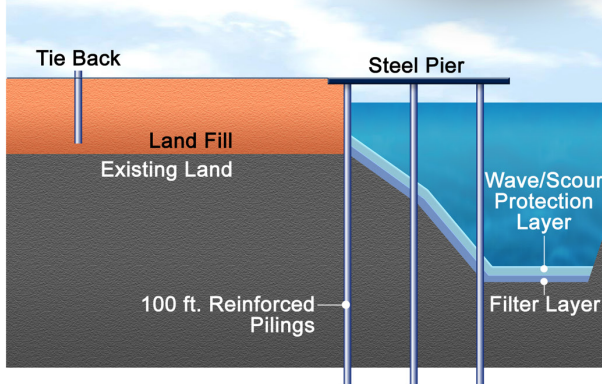 Tie Back
Steel Pier
Land Fill
Existing Land
Wave/Scour
Protection
Layer
100 ft. Reinforced
Pilings
Filter Layer